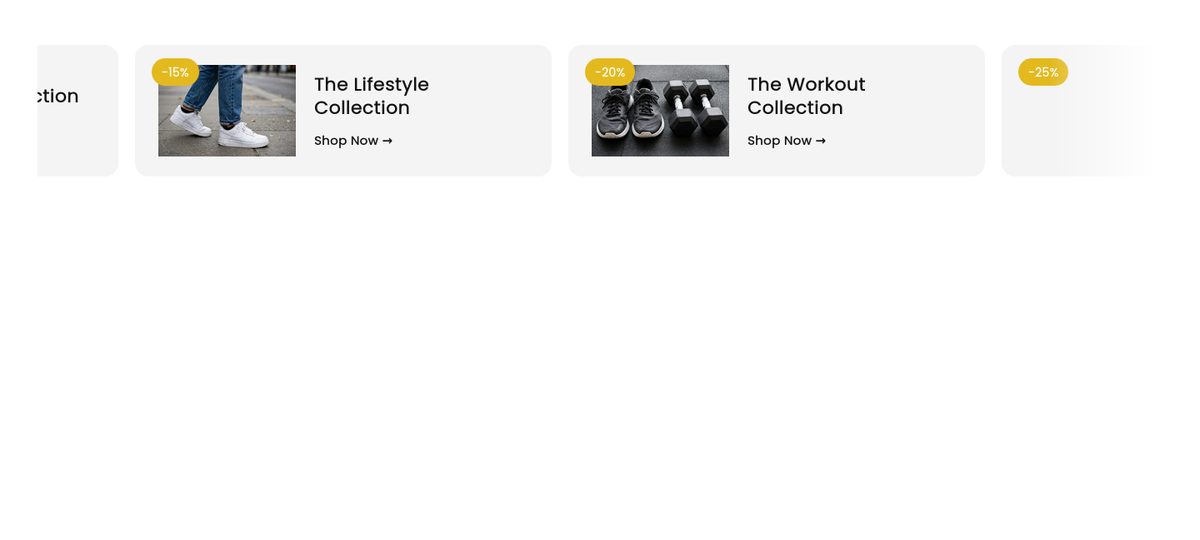 ction
-15%
The Lifestyle
Collection
Shop Now →
-20%
The Workout
Collection
Shop Now →
-25%